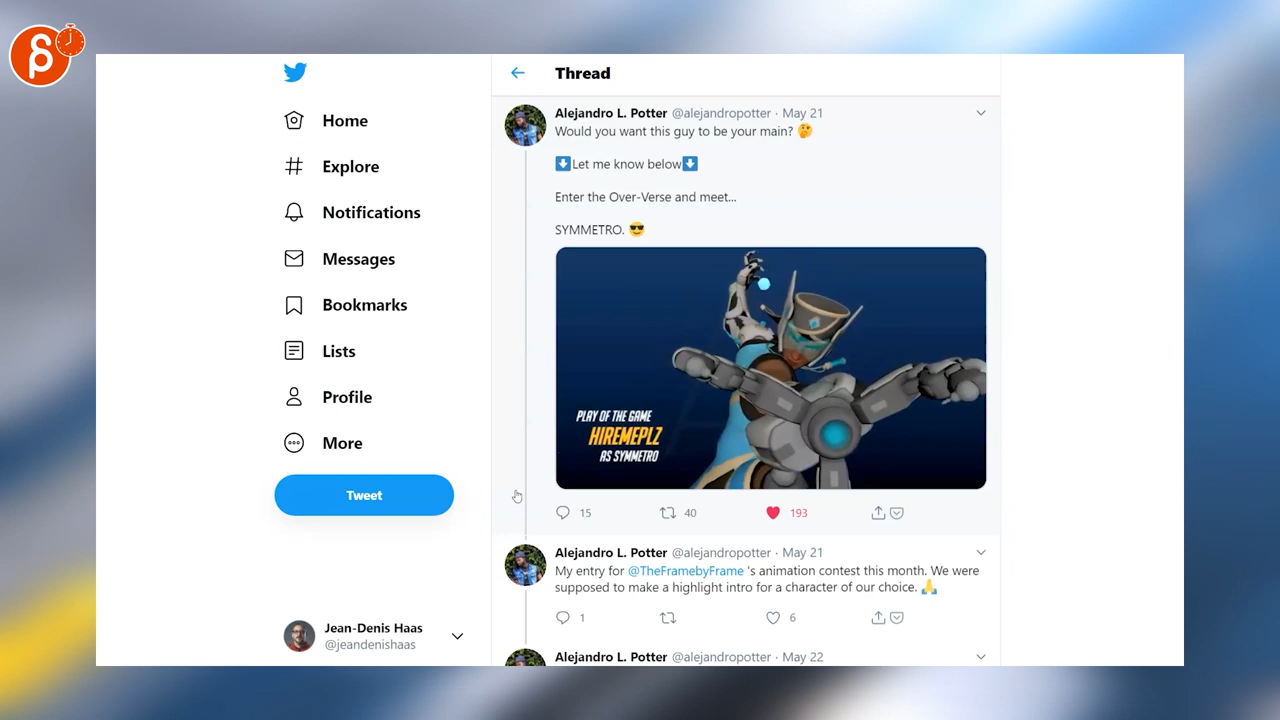 Thread
Home
Explore
Notifications
Messages
Bookmarks
Lists
Profile
More
Tweet
Jean-Denis Haas
@jeandenishaas
Alejandro L. Potter @alejandropotter · May 21
Would you want this guy to be your main? 🤔
⬇Let me know below⬇
Enter the Over-Verse and meet...
SYMMETRO. 😎
PLAY OF THE GAME
HIREMEPLZ
AS SYMMETRO
15 40 193
Alejandro L. Potter @alejandropotter · May 21
My entry for @TheFramebyFrame 's animation contest this month. We were
supposed to make a highlight intro for a character of our choice. 🙏
1 6
Alejandro L. Potter @alejandropotter · May 22